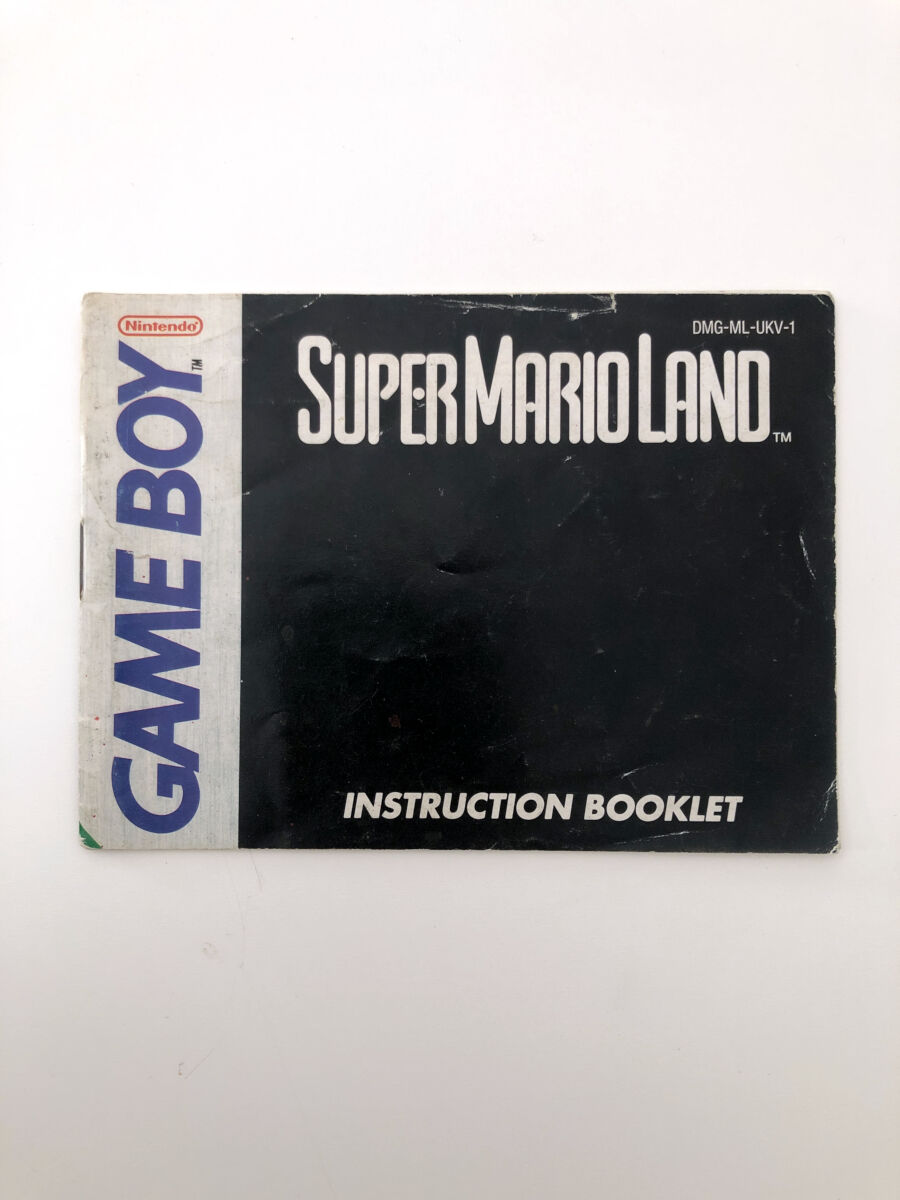 Nintendo®
GAME BOY™
DMG-ML-UKV-1
SUPER MARIO LAND™
INSTRUCTION BOOKLET